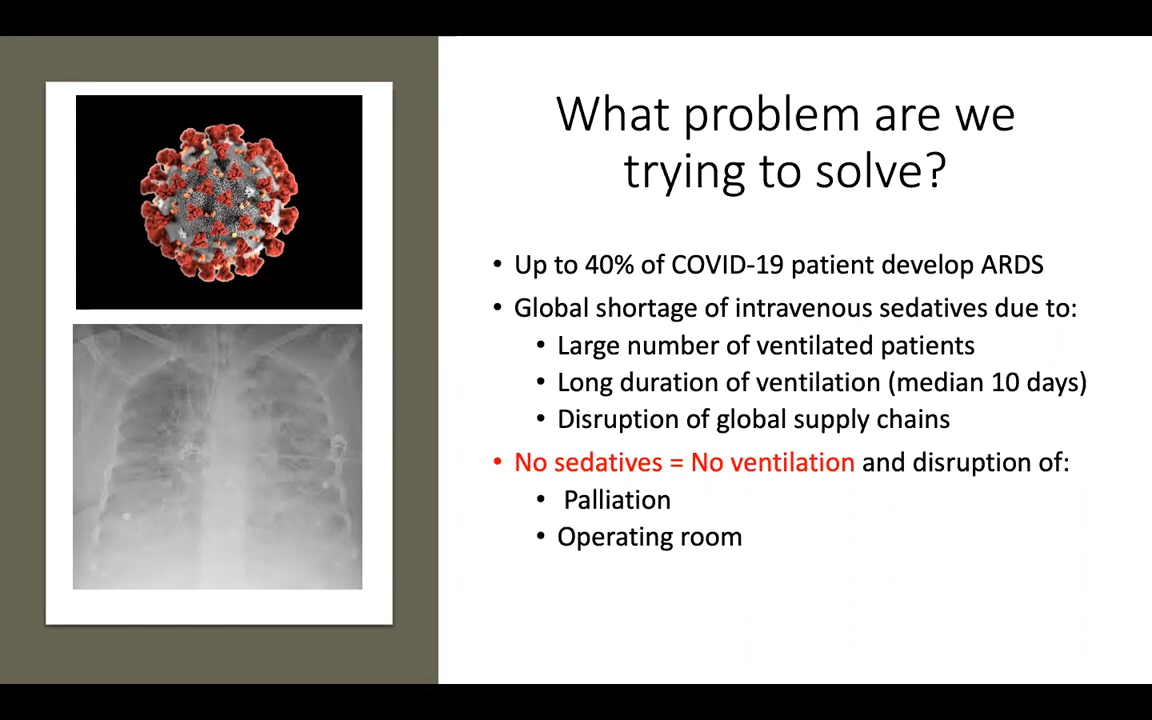 What problem are we
trying to solve?
• Up to 40% of COVID-19 patient develop ARDS
• Global shortage of intravenous sedatives due to:
• Large number of ventilated patients
• Long duration of ventilation (median 10 days)
• Disruption of global supply chains
• No sedatives = No ventilation and disruption of:
• Palliation
• Operating room